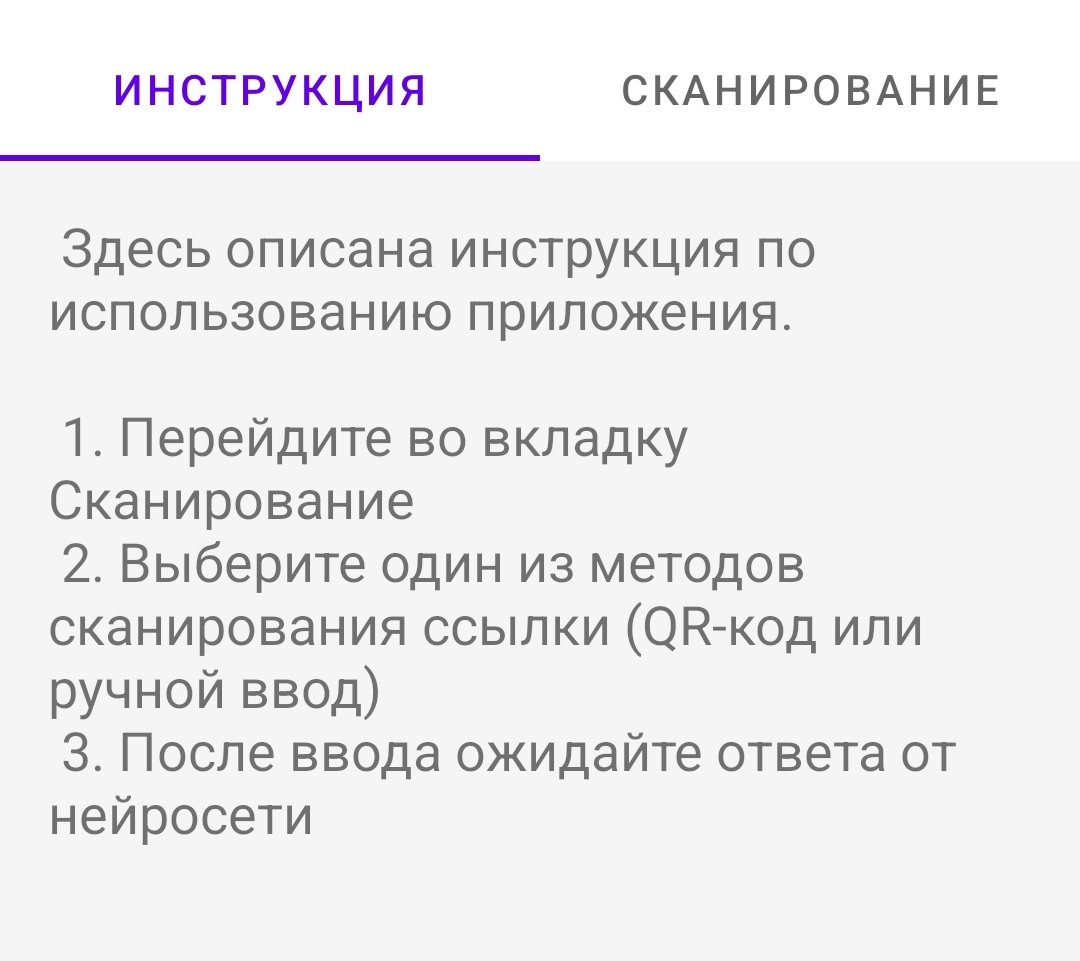 ИНСТРУКЦИЯ СКАНИРОВАНИЕ
Здесь описана инструкция по
использованию приложения.
1. Перейдите во вкладку
Сканирование
2. Выберите один из методов
сканирования ссылки (QR-код или
ручной ввод)
3. После ввода ожидайте ответа от
нейросети